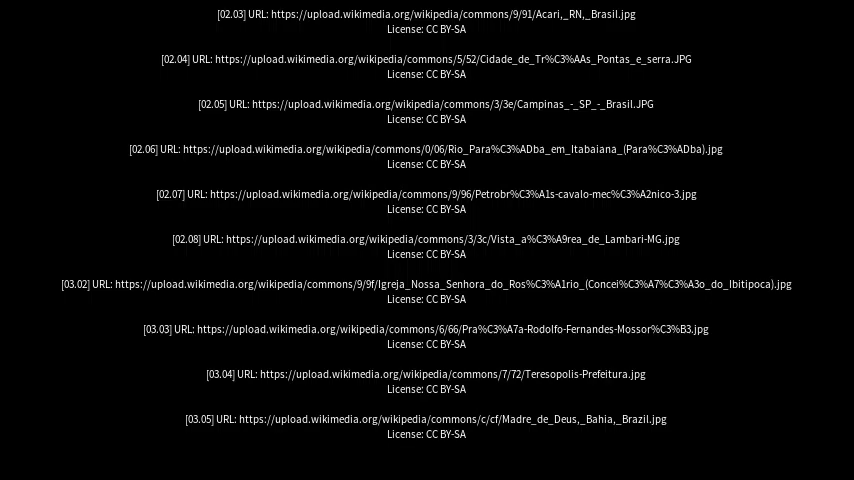 [02.03] URL: https://upload.wikimedia.org/wikipedia/commons/9/91/Acari,_RN,_Brasil.jpg
License: CC BY-SA
[02.04] URL: https://upload.wikimedia.org/wikipedia/commons/5/52/Cidade_de_Tr%C3%AAs_Pontas_e_serra.JPG
License: CC BY-SA
[02.05] URL: https://upload.wikimedia.org/wikipedia/commons/3/3e/Campinas_-_SP_-_Brasil.JPG
License: CC BY-SA
[02.06] URL: https://upload.wikimedia.org/wikipedia/commons/0/06/Rio_Para%C3%ADba_em_Itabaiana_(Para%C3%ADba).jpg
License: CC BY-SA
[02.07] URL: https://upload.wikimedia.org/wikipedia/commons/9/96/Petrobr%C3%A1s-cavalo-mec%C3%A2nico-3.jpg
License: CC BY-SA
[02.08] URL: https://upload.wikimedia.org/wikipedia/commons/3/3c/Vista_a%C3%A9rea_de_Lambari-MG.jpg
License: CC BY-SA
[03.02] URL: https://upload.wikimedia.org/wikipedia/commons/9/9f/Igreja_Nossa_Senhora_do_Ros%C3%A1rio_(Concei%C3%A7%C3%A3o_do_Ibitipoca).jpg
License: CC BY-SA
[03.03] URL: https://upload.wikimedia.org/wikipedia/commons/6/66/Pra%C3%A7a-Rodolfo-Fernandes-Mossor%C3%B3.jpg
License: CC BY-SA
[03.04] URL: https://upload.wikimedia.org/wikipedia/commons/7/72/Teresopolis-Prefeitura.jpg
License: CC BY-SA
[03.05] URL: https://upload.wikimedia.org/wikipedia/commons/c/cf/Madre_de_Deus,_Bahia,_Brazil.jpg
License: CC BY-SA